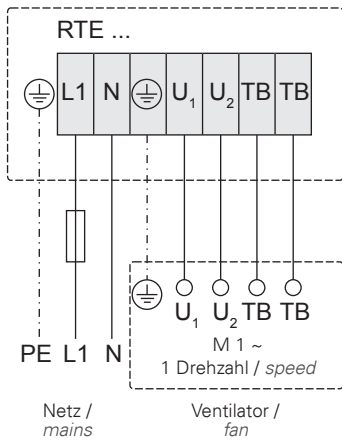 RTE ...
L1 N U1 U2 TB TB
U1 U2 TB TB
M 1 ~
1 Drehzahl / speed
PE L1 N
Netz /
mains
Ventilator /
fan